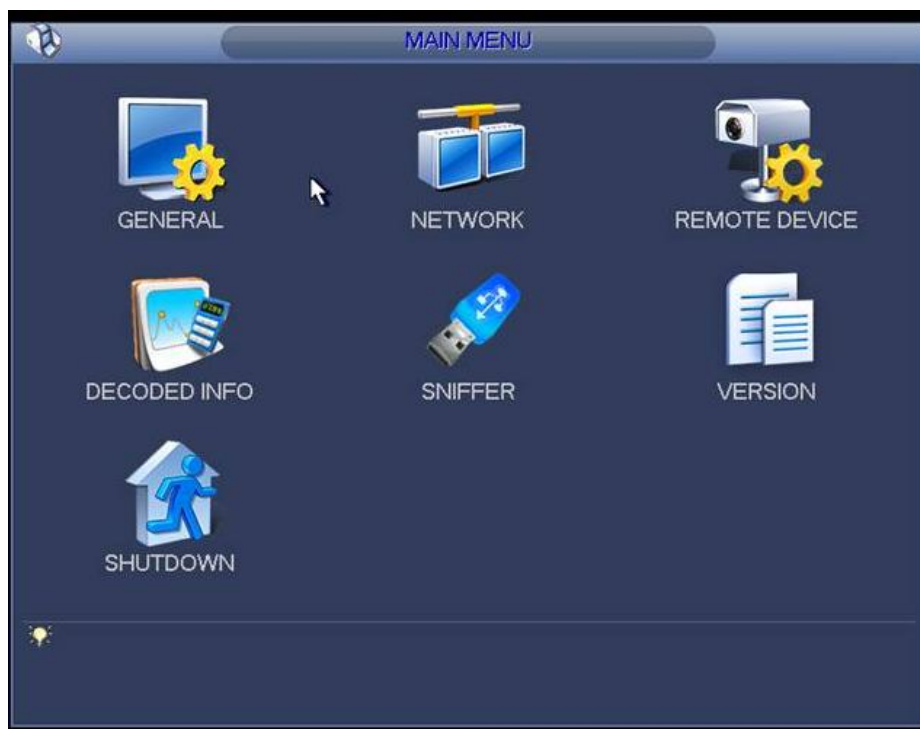 MAIN MENU
GENERAL
NETWORK
REMOTE DEVICE
DECODED INFO
SNIFFER
VERSION
SHUTDOWN